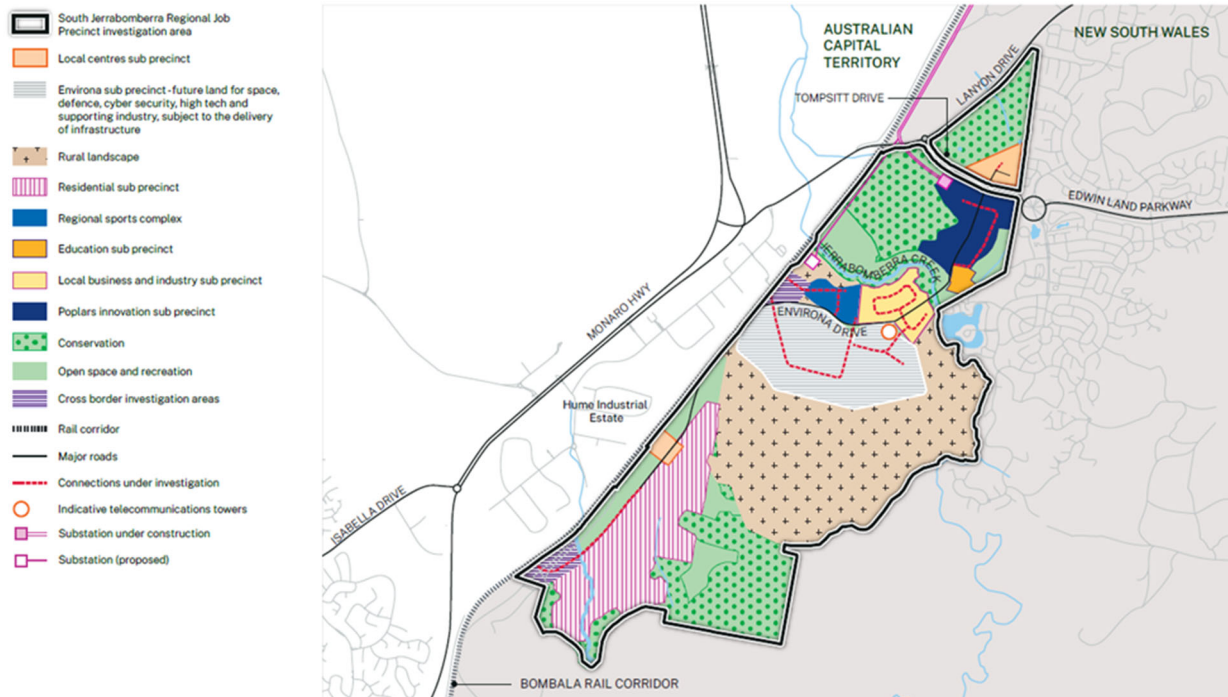 South Jerrabomberra Regional Job
Precinct investigation area
Local centres sub precinct
Environa sub precinct - future land for space,
defence, cyber security, high tech and
supporting industry, subject to the delivery
of infrastructure
Rural landscape
Residential sub precinct
Regional sports complex
Education sub precinct
Local business and industry sub precinct
Poplars innovation sub precinct
Conservation
Open space and recreation
Cross border investigation areas
Rail corridor
Major roads
Connections under investigation
Indicative telecommunications towers
Substation under construction
Substation (proposed)
AUSTRALIAN
CAPITAL
TERRITORY
NEW SOUTH WALES
LANYON DRIVE
TOMPSITT DRIVE
EDWIN LAND PARKWAY
JERRABOMBERRA CREEK
ENVIRONA DRIVE
MONARO HWY
Hume Industrial
Estate
ISABELLA DRIVE
BOMBALA RAIL CORRIDOR